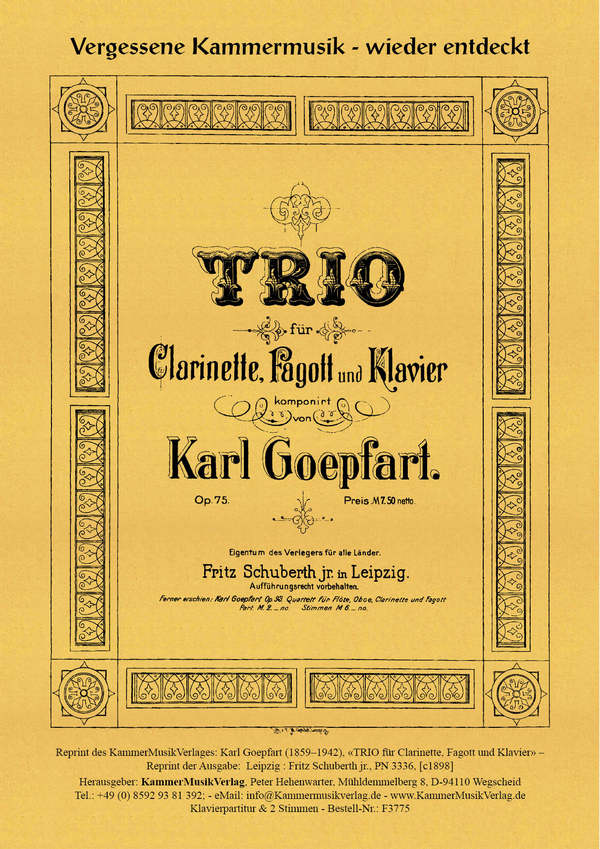 Vergessene Kammermusik - wieder entdeckt
TRIO
für
Clarinette, Fagott und Klavier
komponirt
von
Karl Goepfart.
Op. 75. Preis M 7.50 netto.
Eigentum des Verlegers für alle Länder.
Fritz Schuberth jr. in Leipzig.
Aufführungsrecht vorbehalten.
Ferner erschien: Karl Goepfart Op. 93. Quartett für Flöte, Oboe, Clarinette und Fagott
Part. M. 2._ no. Stimmen M 6._ no.
Reprint des KammerMusikVerlages: Karl Goepfart (1859–1942), «TRIO für Clarinette, Fagott und Klavier» –
Reprint der Ausgabe: Leipzig : Fritz Schuberth jr., PN 3336, [c1898]
Herausgeber: KammerMusikVerlag, Peter Hehenwarter, Mühldemmelberg 8, D-94110 Wegscheid
Tel.: +49 (0) 8592 93 81 392; - eMail: info@Kammermusikverlag.de - www.KammerMusikVerlag.de
Klavierpartitur & 2 Stimmen - Bestell-Nr.: F3775